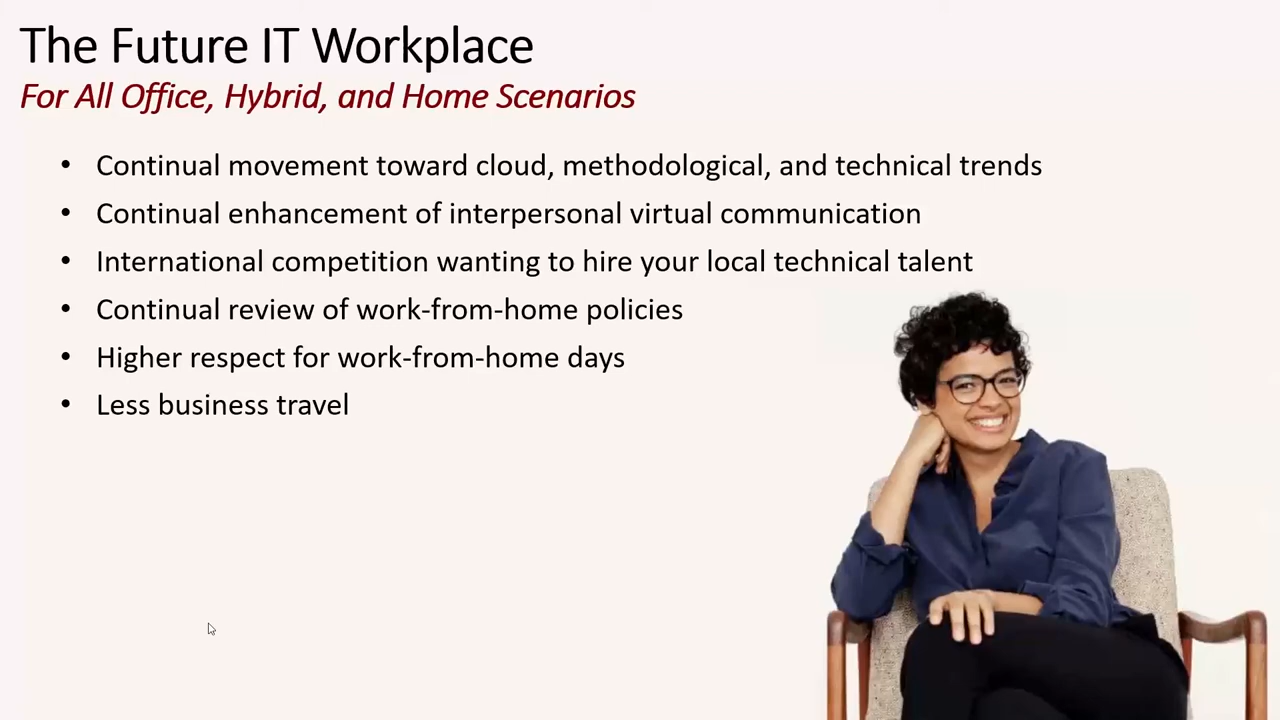 The Future IT Workplace
For All Office, Hybrid, and Home Scenarios
• Continual movement toward cloud, methodological, and technical trends
• Continual enhancement of interpersonal virtual communication
• International competition wanting to hire your local technical talent
• Continual review of work-from-home policies
• Higher respect for work-from-home days
• Less business travel